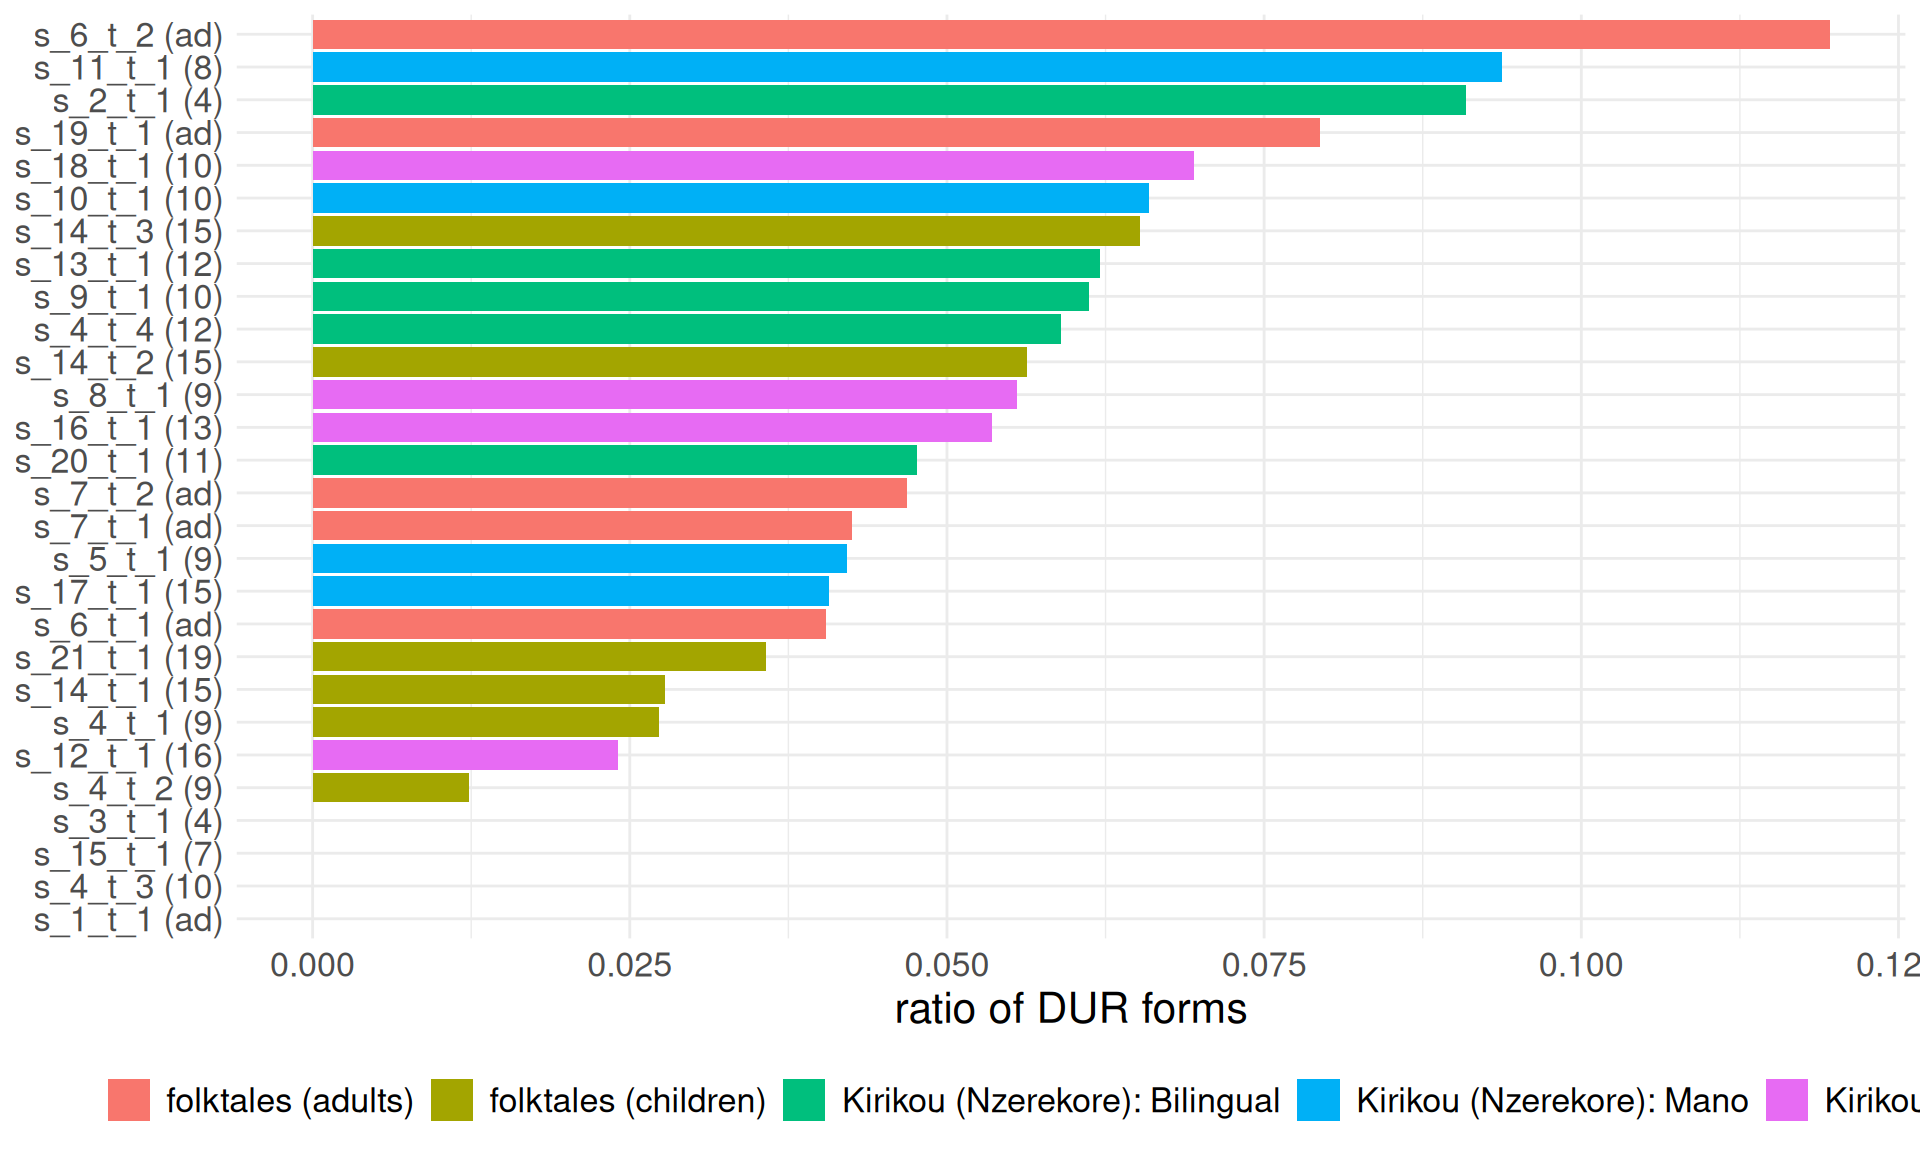 s_6_t_2 (ad)
s_11_t_1 (8)
s_2_t_1 (4)
s_19_t_1 (ad)
s_18_t_1 (10)
s_10_t_1 (10)
s_14_t_3 (15)
s_13_t_1 (12)
s_9_t_1 (10)
s_4_t_4 (12)
s_14_t_2 (15)
s_8_t_1 (9)
s_16_t_1 (13)
s_20_t_1 (11)
s_7_t_2 (ad)
s_7_t_1 (ad)
s_5_t_1 (9)
s_17_t_1 (15)
s_6_t_1 (ad)
s_21_t_1 (19)
s_14_t_1 (15)
s_4_t_1 (9)
s_12_t_1 (16)
s_4_t_2 (9)
s_3_t_1 (4)
s_15_t_1 (7)
s_4_t_3 (10)
s_1_t_1 (ad)
0.000 0.025 0.050 0.075 0.100 0.12
ratio of DUR forms
folktales (adults) folktales (children) Kirikou (Nzerekore): Bilingual Kirikou (Nzerekore): Mano